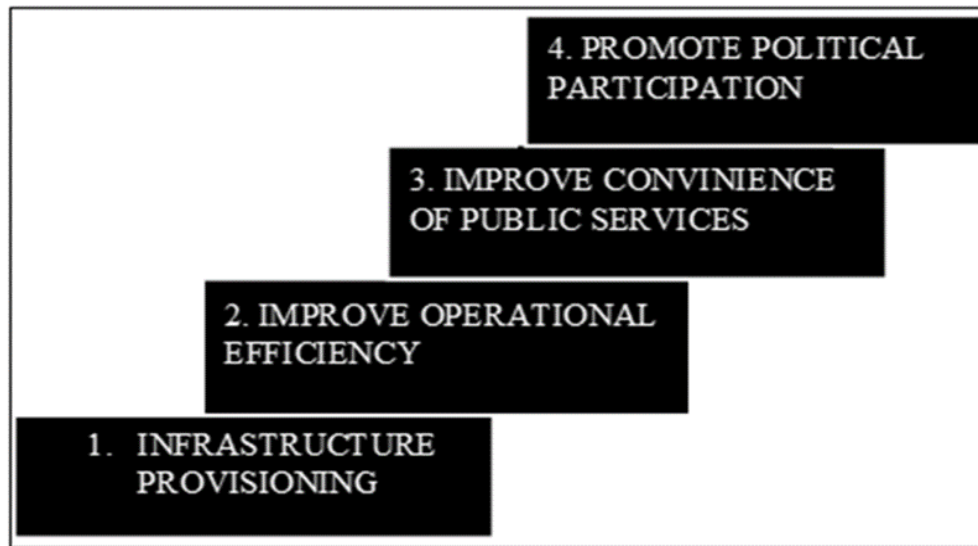 4. PROMOTE POLITICAL
PARTICIPATION
3. IMPROVE CONVINIENCE
OF PUBLIC SERVICES
2. IMPROVE OPERATIONAL
EFFICIENCY
1. INFRASTRUCTURE
PROVISIONING